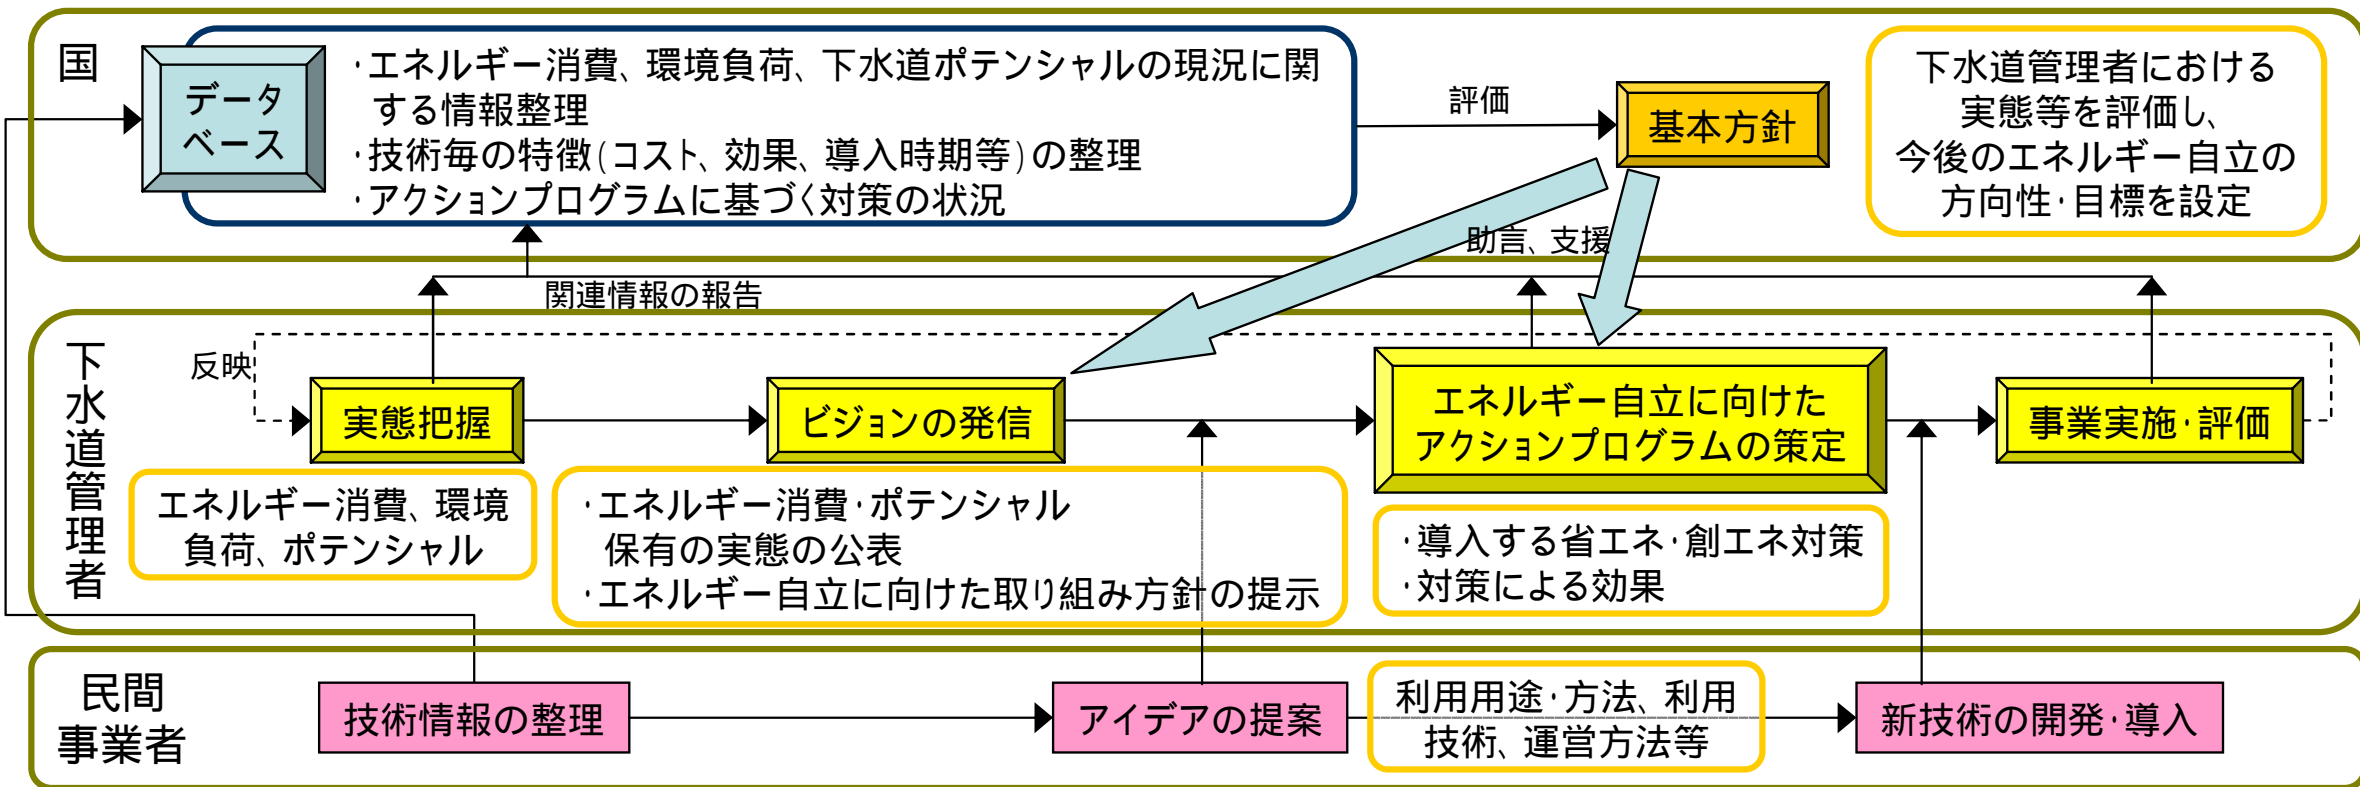 国
データ
ベース
・エネルギー消費、環境負荷、下水道ポテンシャルの現況に関
する情報整理
・技術毎の特徴(コスト、効果、導入時期等)の整理
・アクションプログラムに基づく対策の状況
評価
基本方針
下水道管理者における
実態等を評価し、
今後のエネルギー自立の
方向性・目標を設定
助言、支援
関連情報の報告
下水道管理者
反映
実態把握
ビジョンの発信
エネルギー自立に向けた
アクションプログラムの策定
事業実施・評価
エネルギー消費、環境
負荷、ポテンシャル
・エネルギー消費・ポテンシャル
保有の実態の公表
・エネルギー自立に向けた取り組み方針の提示
・導入する省エネ・創エネ対策
・対策による効果
民間
事業者
技術情報の整理
アイデアの提案
利用用途・方法、利用
技術、運営方法等
新技術の開発・導入